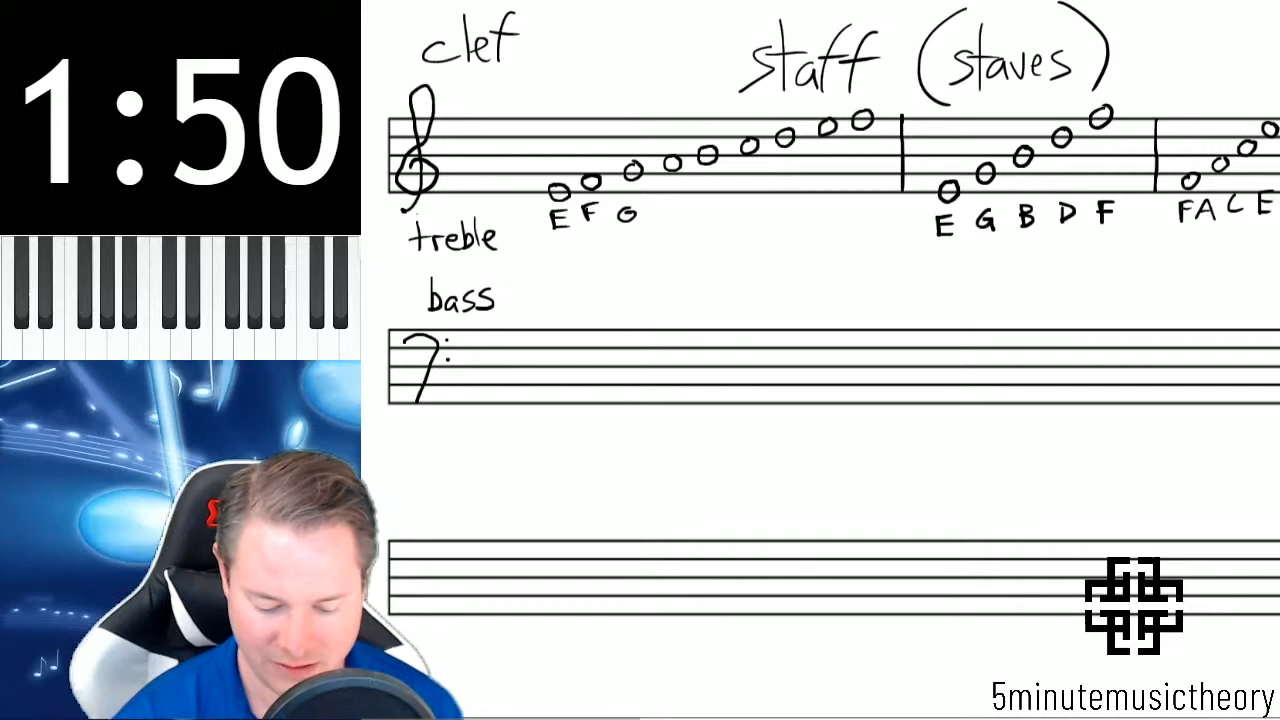 1:50
clef
staff (staves)
E F G
E G B D F
F A C E
treble
bass
5minutemusictheory